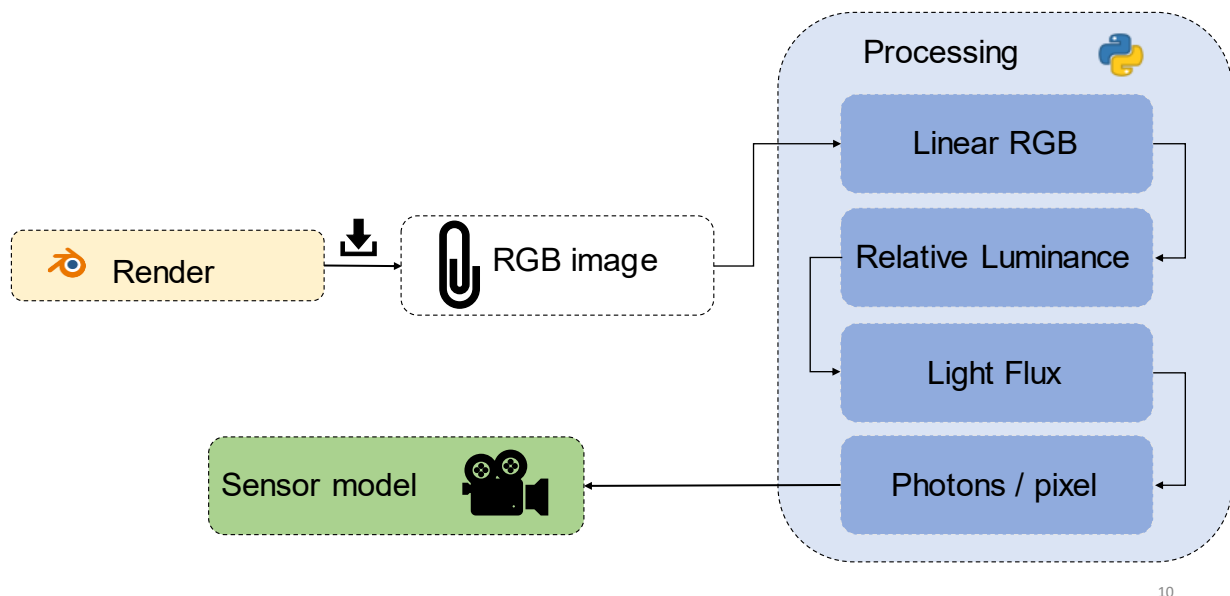 Render
RGB image
Processing
Linear RGB
Relative Luminance
Light Flux
Photons / pixel
Sensor model
10